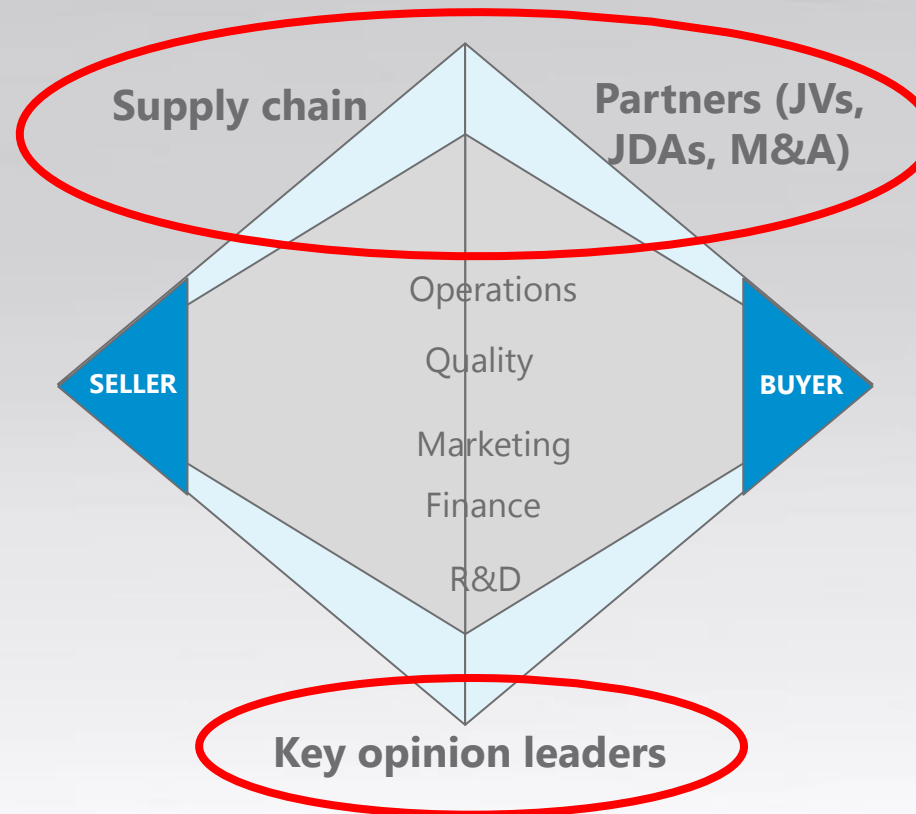 Supply chain
Partners (JVs,
JDAs, M&A)
Operations
Quality
SELLER
BUYER
Marketing
Finance
R&D
Key opinion leaders